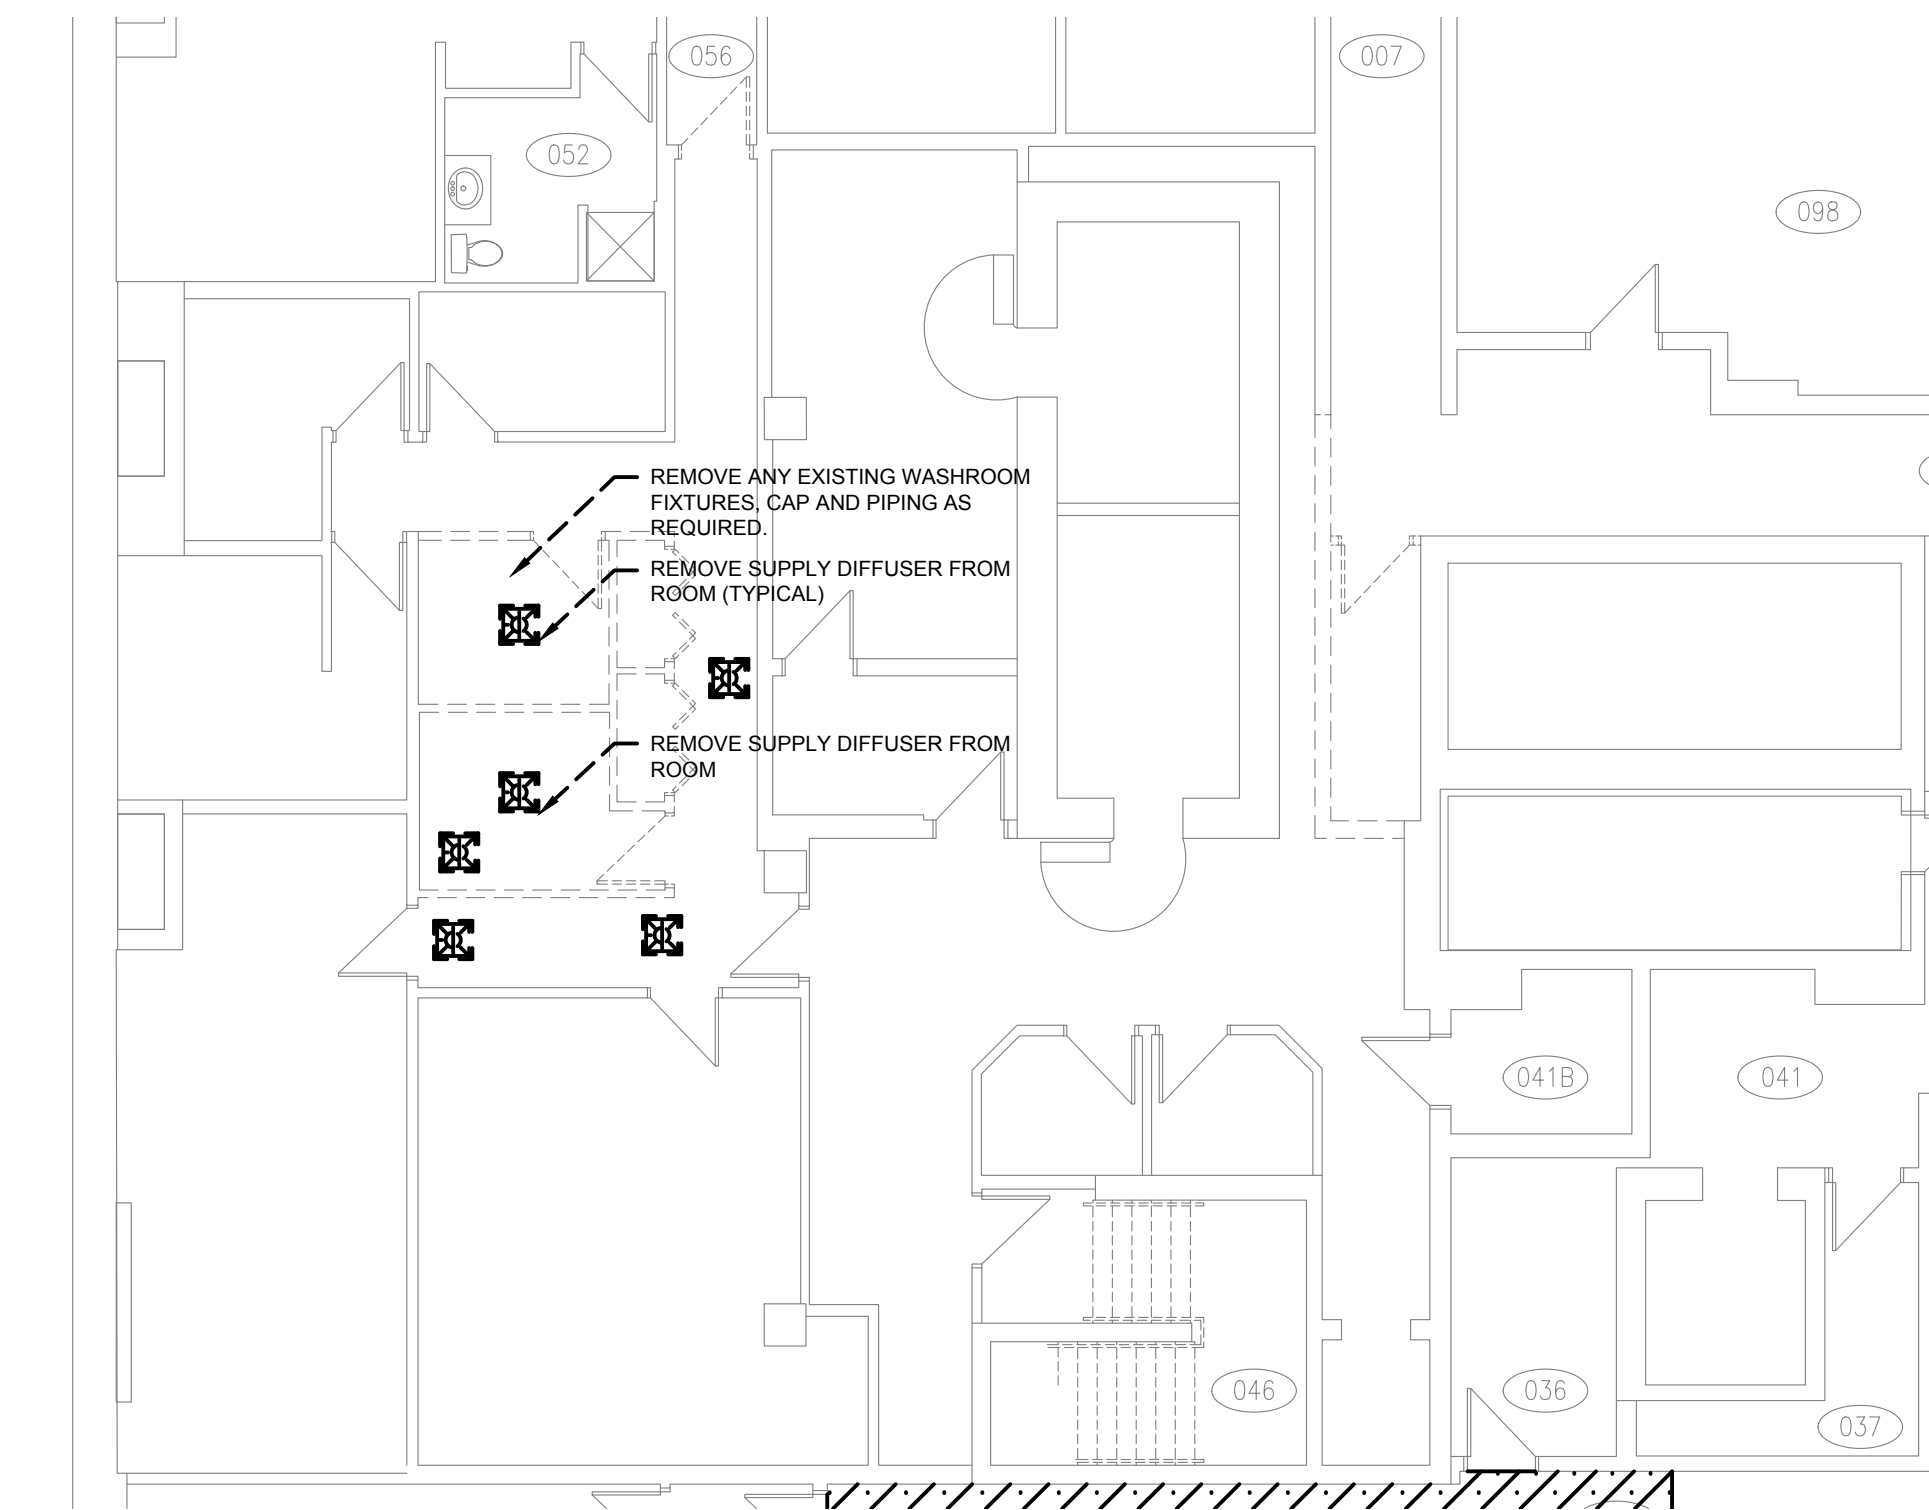 056
007
052
098
REMOVE ANY EXISTING WASHROOM
FIXTURES, CAP AND PIPING AS
REQUIRED.
REMOVE SUPPLY DIFFUSER FROM
ROOM (TYPICAL)
REMOVE SUPPLY DIFFUSER FROM
ROOM
041B
041
046
036
037